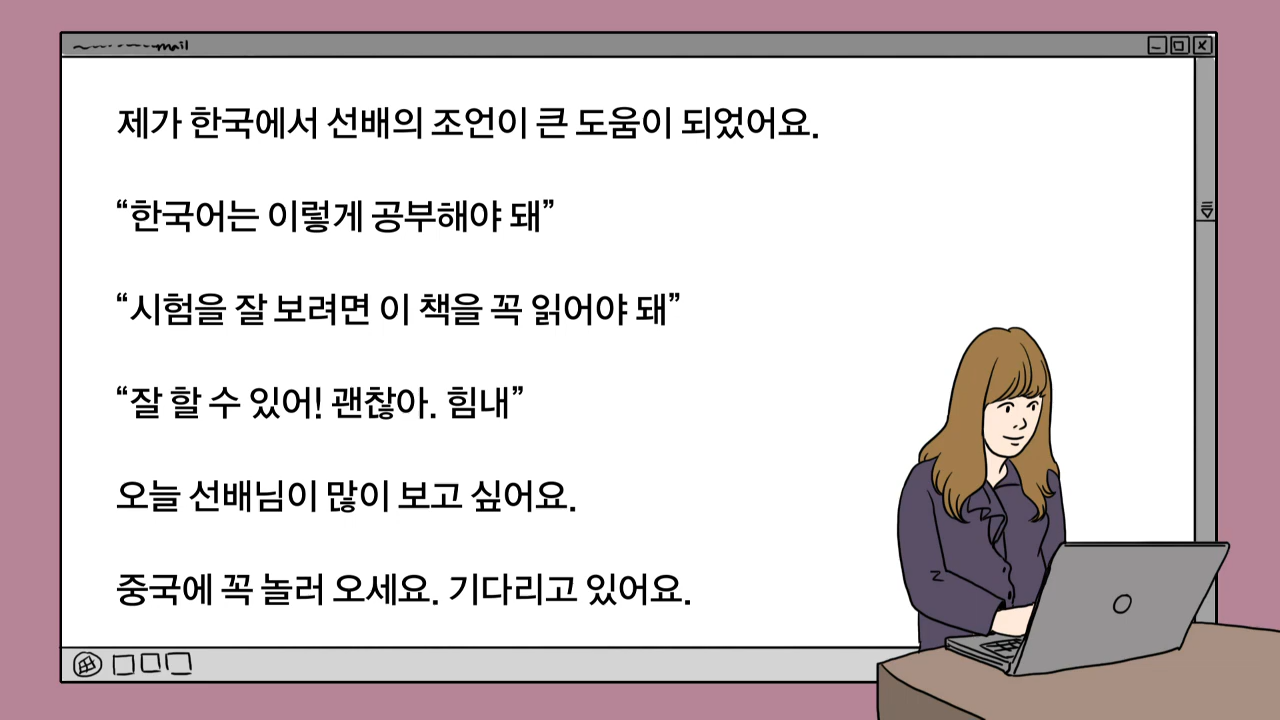 제가 한국에서 선배의 조언이 큰 도움이 되었어요.
“한국어는 이렇게 공부해야 돼”
“시험을 잘 보려면 이 책을 꼭 읽어야 돼”
“잘 할 수 있어! 괜찮아. 힘내”
오늘 선배님이 많이 보고 싶어요.
중국에 꼭 놀러 오세요. 기다리고 있어요.